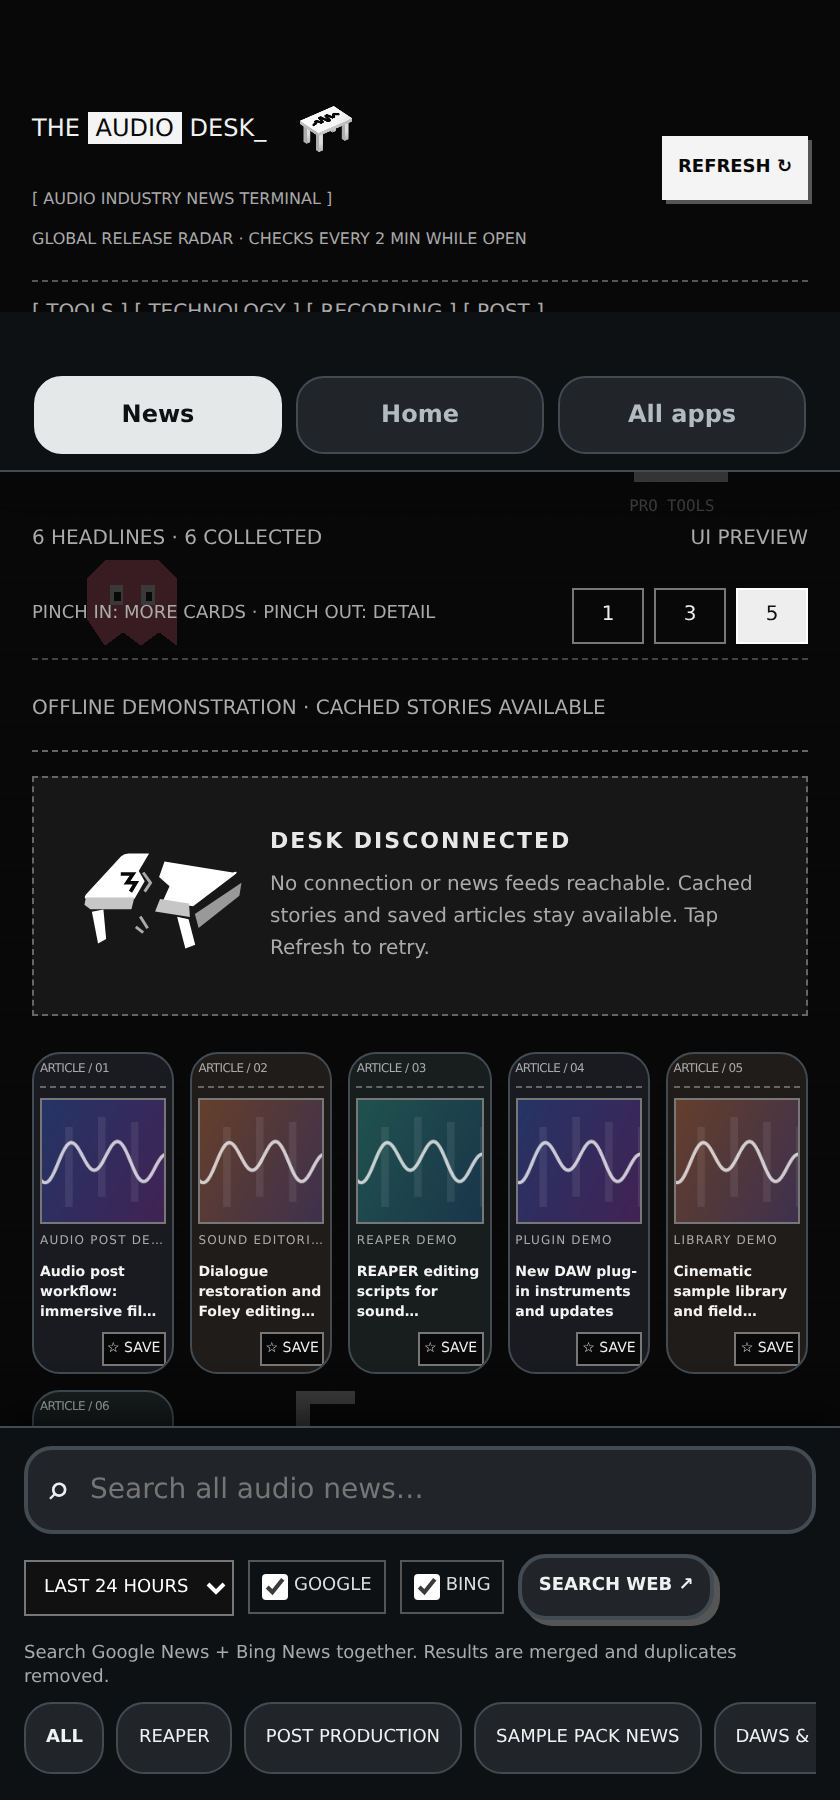 THE AUDIO DESK_
REFRESH ↻
[ AUDIO INDUSTRY NEWS TERMINAL ]
GLOBAL RELEASE RADAR · CHECKS EVERY 2 MIN WHILE OPEN
[ TOOLS ] [ TECHNOLOGY ] [ RECORDING ] [ POST ]
News
Home
All apps
PRO TOOLS
6 HEADLINES · 6 COLLECTED
UI PREVIEW
PINCH IN: MORE CARDS · PINCH OUT: DETAIL
1
3
5
OFFLINE DEMONSTRATION · CACHED STORIES AVAILABLE
DESK DISCONNECTED
No connection or news feeds reachable. Cached
stories and saved articles stay available. Tap
Refresh to retry.
ARTICLE / 01
AUDIO POST DE…
Audio post
workflow:
immersive fil…
☆ SAVE
ARTICLE / 02
SOUND EDITORI…
Dialogue
restoration and
Foley editing…
☆ SAVE
ARTICLE / 03
REAPER DEMO
REAPER editing
scripts for
sound…
☆ SAVE
ARTICLE / 04
PLUGIN DEMO
New DAW plug-
in instruments
and updates
☆ SAVE
ARTICLE / 05
LIBRARY DEMO
Cinematic
sample library
and field…
☆ SAVE
ARTICLE / 06
Search all audio news…
LAST 24 HOURS
GOOGLE
BING
SEARCH WEB ↗
Search Google News + Bing News together. Results are merged and duplicates
removed.
ALL
REAPER
POST PRODUCTION
SAMPLE PACK NEWS
DAWS &